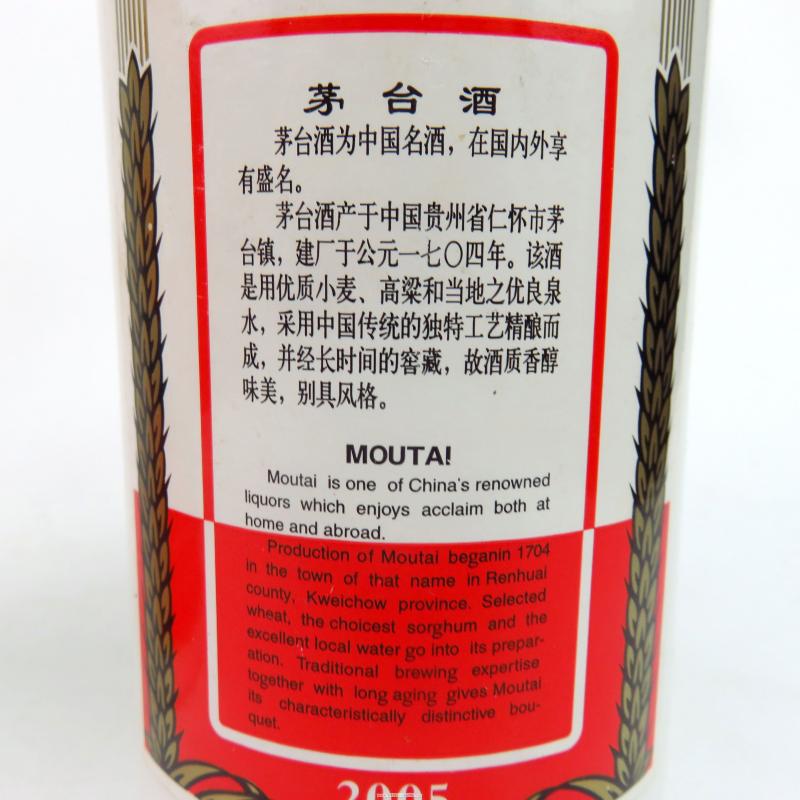 茅台酒
茅台酒为中国名酒，在国内外享
有盛名。
茅台酒产于中国贵州省仁怀市茅
台镇，建厂于公元一七〇四年。该酒
是用优质小麦、高粱和当地之优良泉
水，采用中国传统的独特工艺精酿而
成，并经长时间的窖藏，故酒质香醇
味美，别具风格。
MOUTAI
Moutai is one of China's renowned
liquors which enjoys acclaim both at
home and abroad.
Production of Moutai beganin 1704
in the town of that name in Renhuai
county, Kweichow province. Selected
wheat, the choicest sorghum and the
excellent local water go into its prepar-
ation. Traditional brewing expertise
together with long aging gives Moutai
its characteristically distinctive bou-
quet.
2005